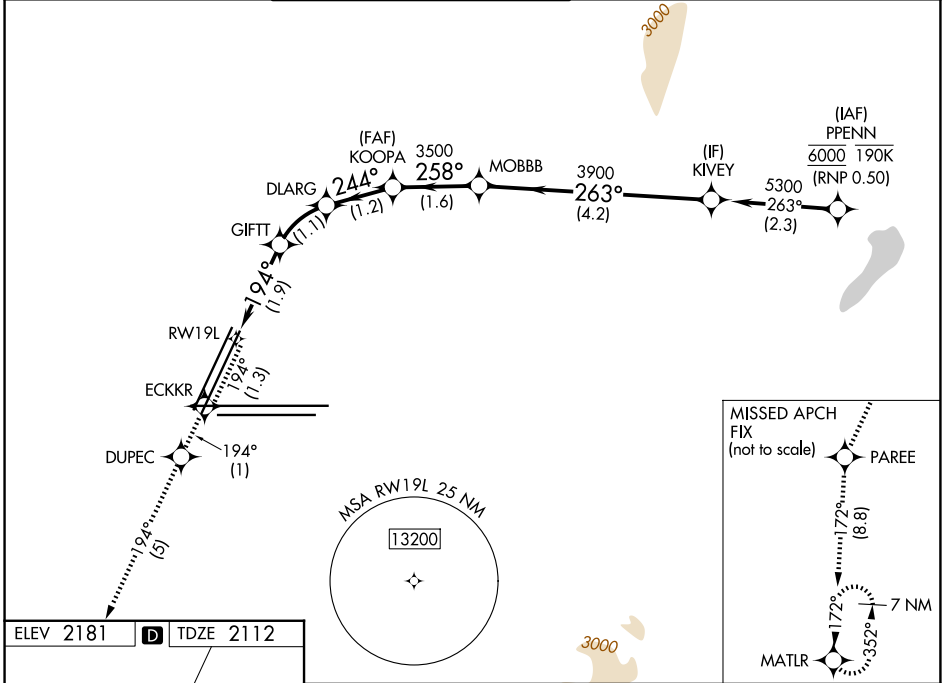 3000
(IAF)
PPENN
6000 190K
(RNP 0.50)
(IF)
KIVEY
5300
263°
(2.3)
3900
263°
(4.2)
MOBBB
3500
258°
(1.6)
(FAF)
KOOPA
244°
(1.2)
DLARG
(1.1)
GIFTT
194°
(1.9)
RW19L
194°
(1.3)
ECKKR
194°
(1)
DUPEC
194°
(5)
MSA RW19L 25 NM
13200
3000
MISSED APCH
FIX
(not to scale)
PAREE
172°
(8.8)
172°
352°
7 NM
MATLR
ELEV 2181 D TDZE 2112